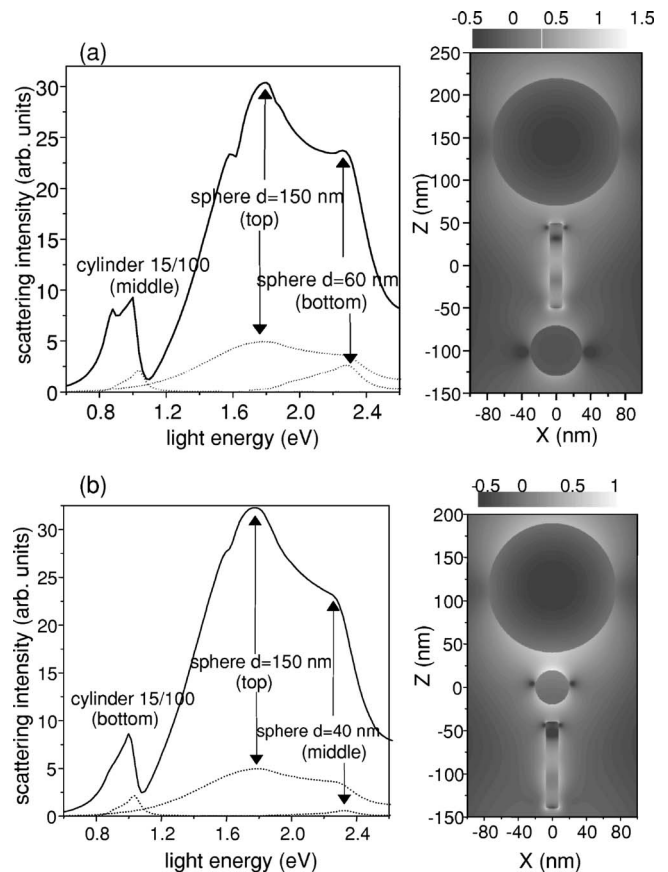 (a)
scattering intensity (arb. units)
30
25
20
15
10
5
0
sphere d=150 nm
(top)
cylinder 15/100
(middle)
sphere d=60 nm
(bottom)
0.8 1.2 1.6 2.0 2.4
light energy (eV)
-0.5 0 0.5 1 1.5
Z (nm)
250
200
150
100
50
0
-50
-100
-150
-80 -40 0 40 80
X (nm)
(b)
scattering intensity (arb. units)
30
25
20
15
10
5
0
sphere d=150 nm
(top)
cylinder 15/100
(bottom)
sphere d=40 nm
(middle)
0.8 1.2 1.6 2.0 2.4
light energy (eV)
-0.5 0 0.5 1
Z (nm)
200
150
100
50
0
-50
-100
-150
-80 -40 0 40 80
X (nm)